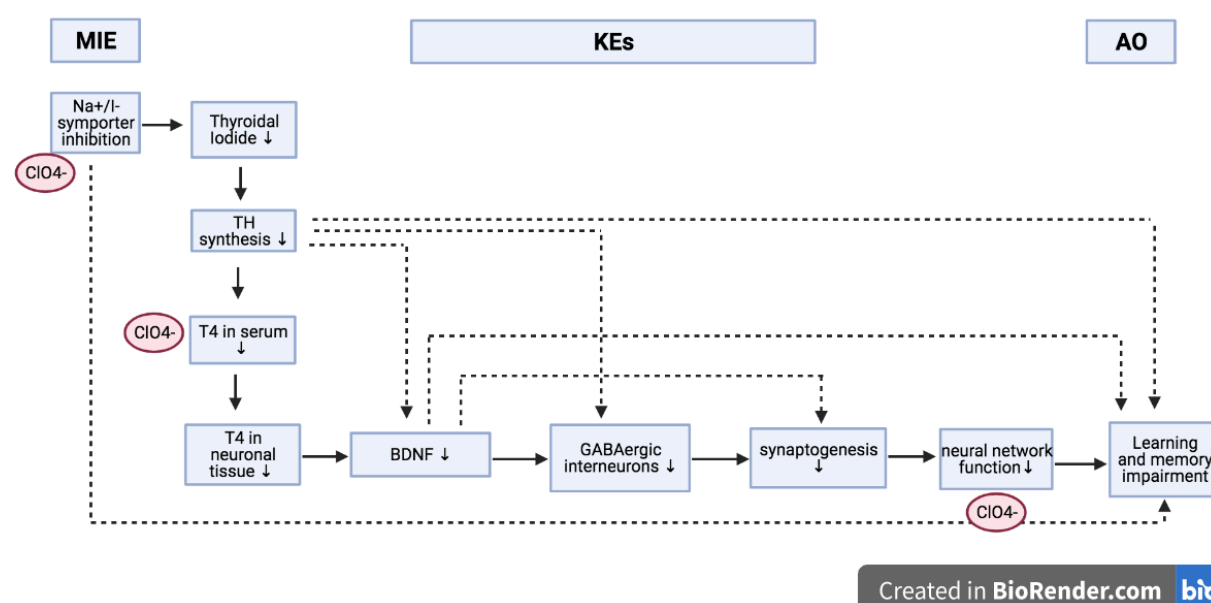 MIE
KEs
AO
Na+/I-
symporter
inhibition
Thyroidal
Iodide ↓
ClO4-
TH
synthesis ↓
ClO4-
T4 in serum
↓
T4 in
neuronal
tissue ↓
BDNF ↓
GABAergic
interneurons ↓
synaptogenesis
↓
neural network
function↓
Learning
and memory
impairment
ClO4-
Created in BioRender.com
bio